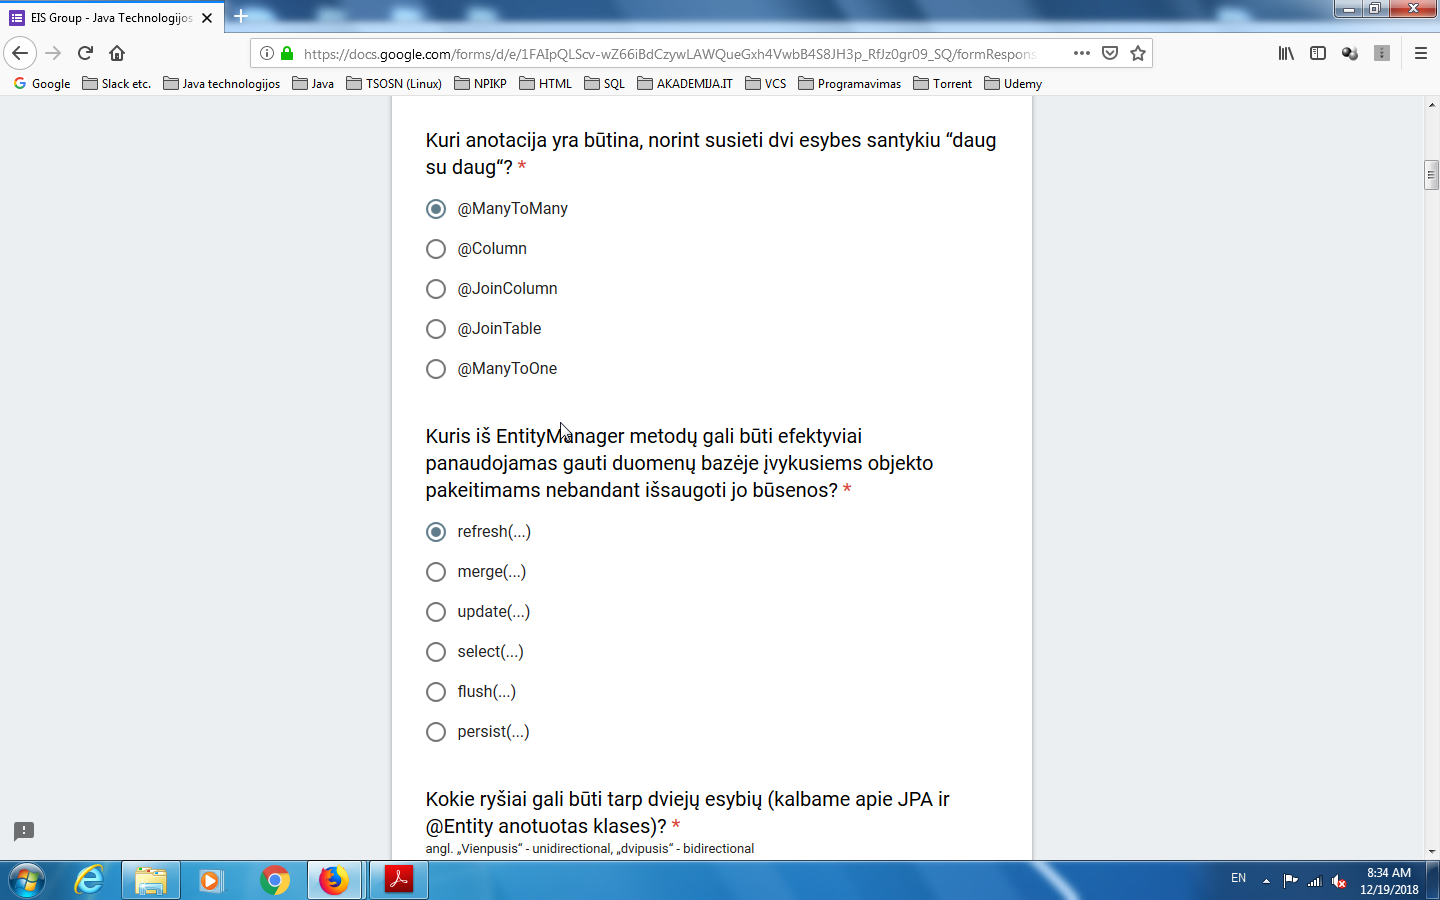 EIS Group - Java Technologijos
https://docs.google.com/forms/d/e/1FAIpQLScv-wZ66iBdCzywLAWQueGxh4VwbB4S8JH3p_RfJz0gr09_SQ/formRespons
Google Slack etc. Java technologijos Java TSOSN (Linux) NPIKP HTML SQL AKADEMIJA.IT VCS Programavimas Torrent Udemy
Kuri anotacija yra būtina, norint susieti dvi esybes santykiu “daug
su daug“? *
@ManyToMany
@Column
@JoinColumn
@JoinTable
@ManyToOne
Kuris iš EntityManager metodų gali būti efektyviai
panaudojamas gauti duomenų bazėje įvykusiems objekto
pakeitimams nebandant išsaugoti jo būsenos? *
refresh(...)
merge(...)
update(...)
select(...)
flush(...)
persist(...)
Kokie ryšiai gali būti tarp dviejų esybių (kalbame apie JPA ir
@Entity anotuotas klases)? *
angl. „Vienpusis“ - unidirectional, „dvipusis“ - bidirectional
EN
8:34 AM
12/19/2018